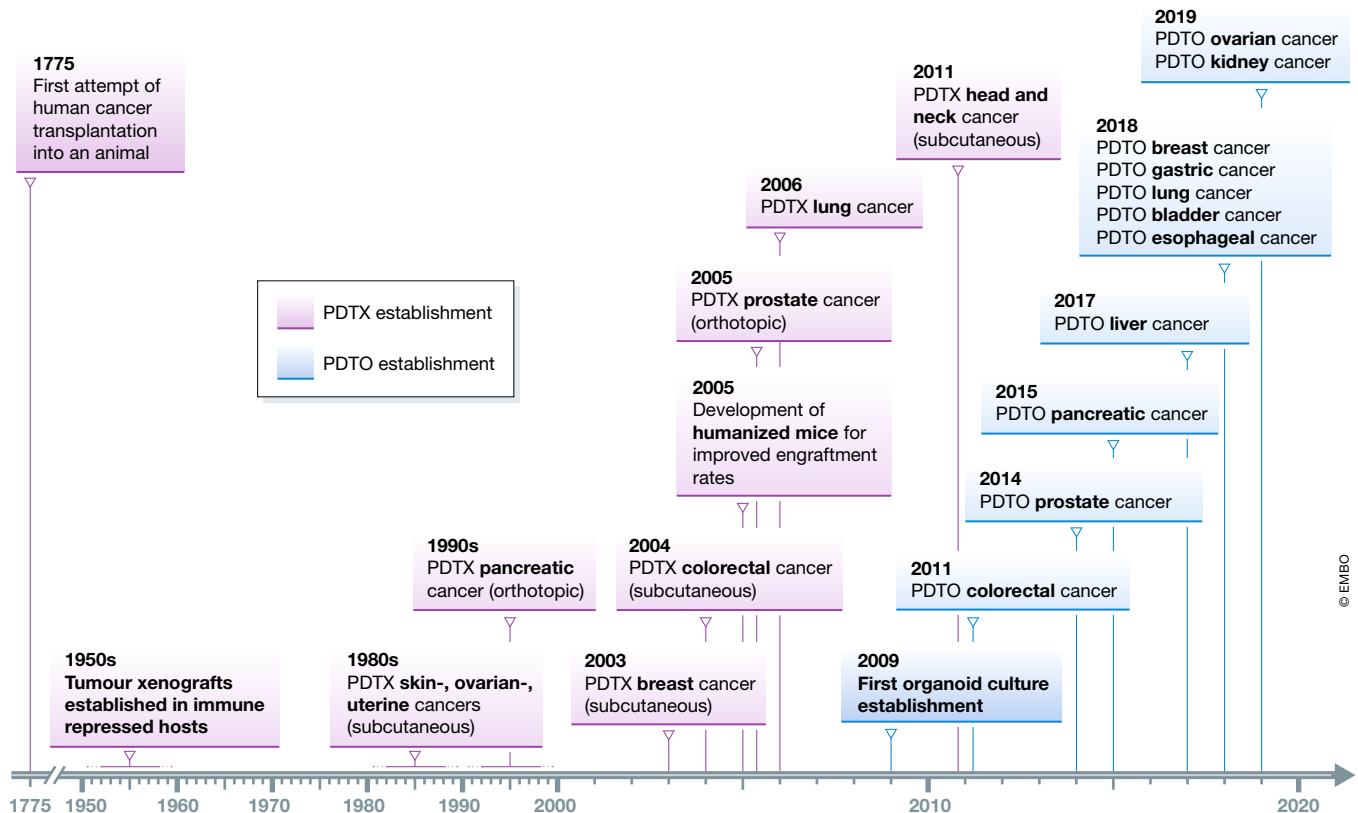 1775
First attempt of
human cancer
transplantation
into an animal
1950s
Tumour xenografts
established in immune
repressed hosts
1980s
PDTX skin-, ovarian-,
uterine cancers
(subcutaneous)
1990s
PDTX pancreatic
cancer (orthotopic)
2003
PDTX breast cancer
(subcutaneous)
2004
PDTX colorectal cancer
(subcutaneous)
2005
Development of
humanized mice for
improved engraftment
rates
2005
PDTX prostate cancer
(orthotopic)
2006
PDTX lung cancer
2009
First organoid culture
establishment
2011
PDTX head and
neck cancer
(subcutaneous)
2011
PDTO colorectal cancer
2014
PDTO prostate cancer
2015
PDTO pancreatic cancer
2017
PDTO liver cancer
2018
PDTO breast cancer
PDTO gastric cancer
PDTO lung cancer
PDTO bladder cancer
PDTO esophageal cancer
2019
PDTO ovarian cancer
PDTO kidney cancer
PDTX establishment
PDTO establishment
1775 1950 1960 1970 1980 1990 2000 2010 2020
© EMBO